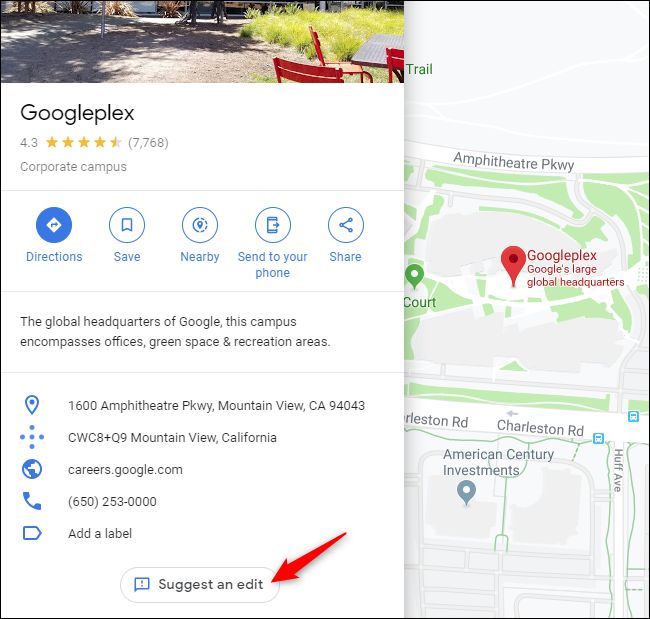 Googleplex
4.3 (7,768)
Corporate campus
Directions
Save
Nearby
Send to your
phone
Share
The global headquarters of Google, this campus
encompasses offices, green space & recreation areas.
1600 Amphitheatre Pkwy, Mountain View, CA 94043
CWC8+Q9 Mountain View, California
careers.google.com
(650) 253-0000
Add a label
Suggest an edit
Trail
Amphitheatre Pkwy
Googleplex
Google's large
global headquarters
Court
rleston Rd
Charleston Rd
American Century
Investments
Huff Ave